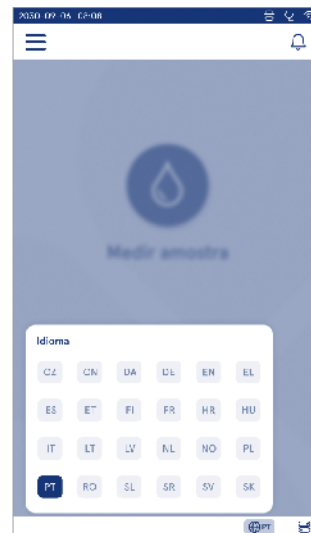 2030-09-06 08:08
Medir amostra
Idioma
CZ CN DA DE EN EL
ES ET FI FR HR HU
IT LT LV NL NO PL
PT RO SL SR SV SK
PT